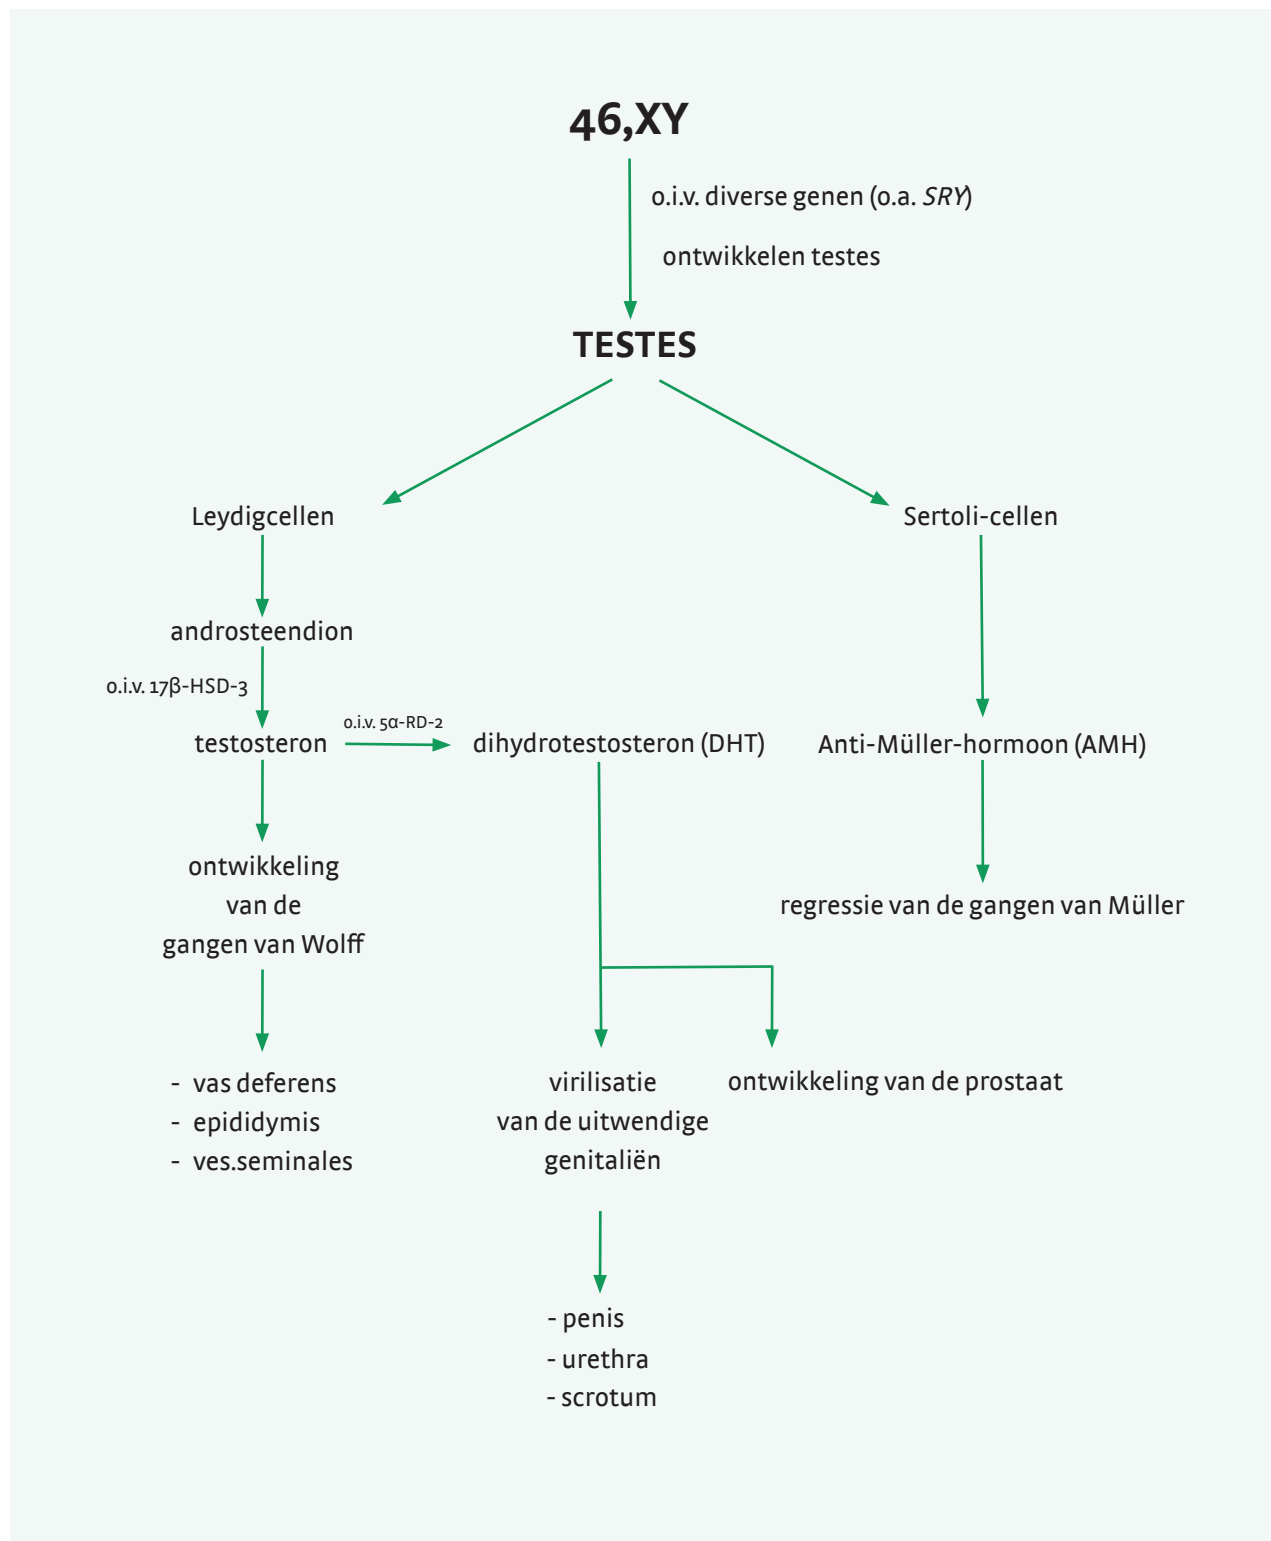 46,XY
o.i.v. diverse genen (o.a. SRY)
ontwikkelen testes
TESTES
Leydigcellen
Sertoli-cellen
androsteendion
o.i.v. 17β-HSD-3
testosteron
o.i.v. 5α-RD-2
dihydrotestosteron (DHT)
Anti-Müller-hormoon (AMH)
ontwikkeling
van de
gangen van Wolff
regressie van de gangen van Müller
- vas deferens
- epididymis
- ves.seminales
virilisatie
van de uitwendige
genitaliën
ontwikkeling van de prostaat
- penis
- urethra
- scrotum